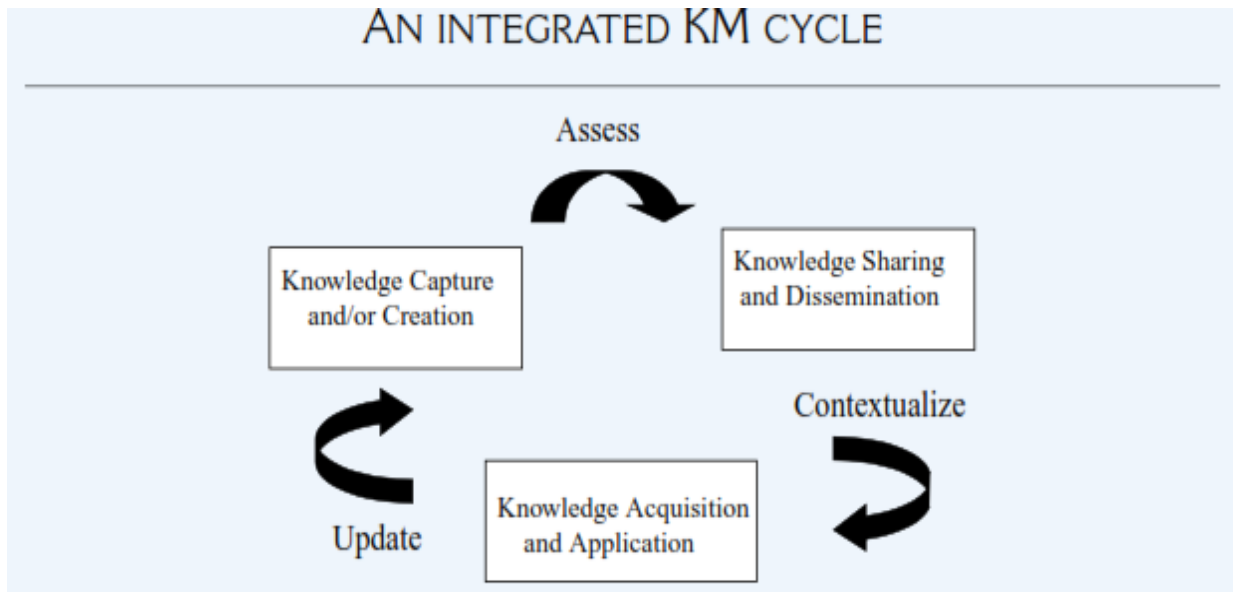 AN INTEGRATED KM CYCLE
Assess
Knowledge Capture
and/or Creation
Knowledge Sharing
and Dissemination
Contextualize
Knowledge Acquisition
and Application
Update